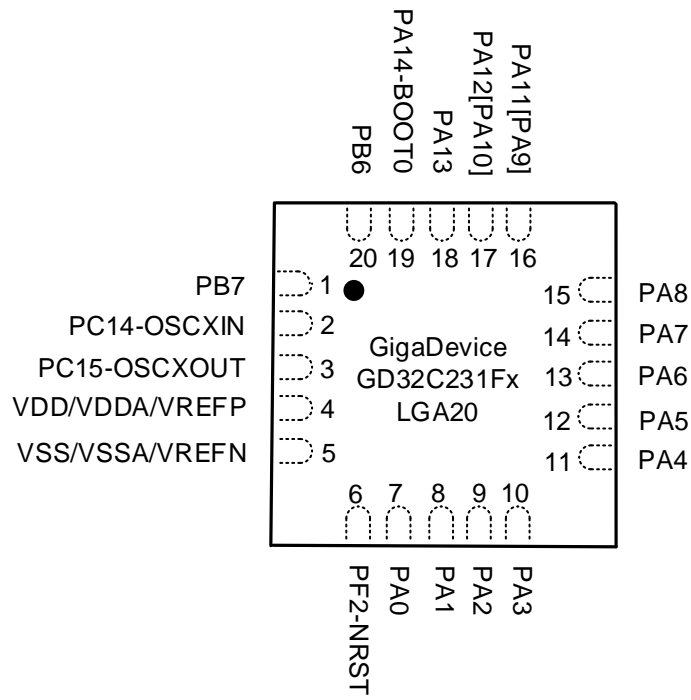 PB6
PA14-BOOT0
PA13
PA12[PA10]
PA11[PA9]
20
19
18
17
16
PB7
1
PC14-OSCXIN
2
PC15-OSCXOUT
3
VDD/VDDA/VREFP
4
VSS/VSSA/VREFN
5
GigaDevice
GD32C231Fx
LGA20
15
PA8
14
PA7
13
PA6
12
PA5
11
PA4
6
7
8
9
10
PF2-NRST
PA0
PA1
PA2
PA3